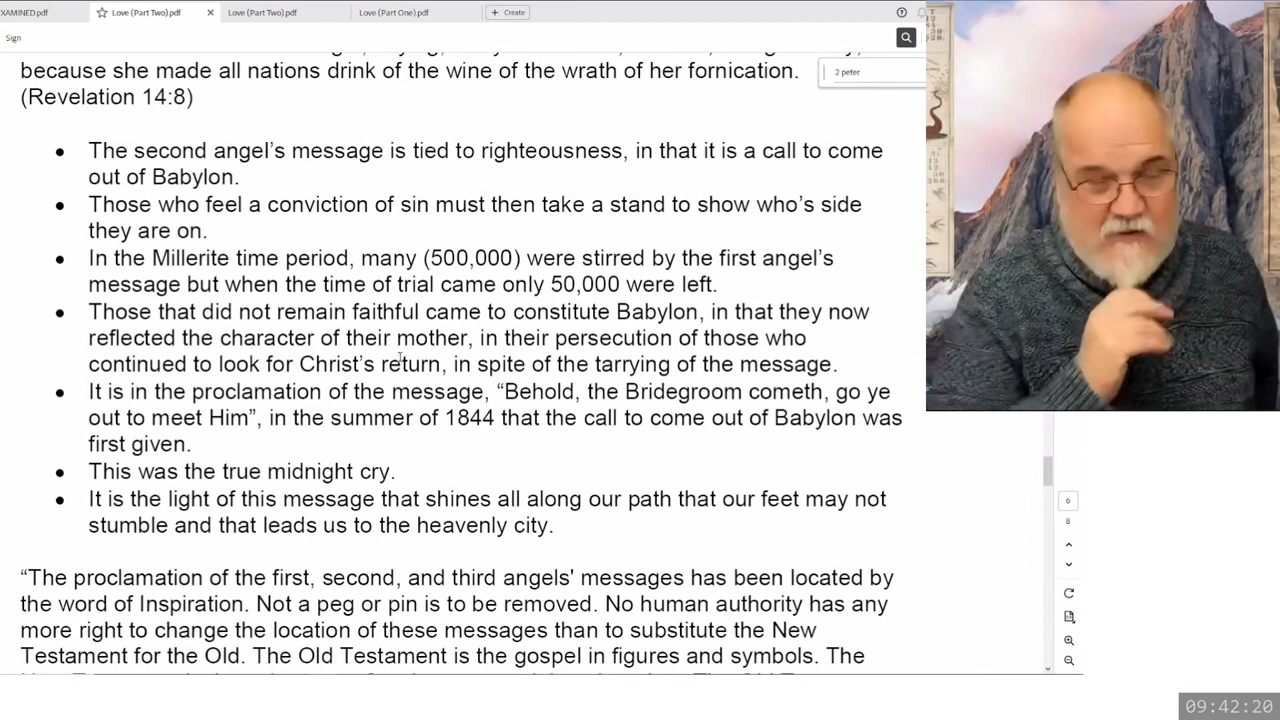 XAMINED.pdf
Love (Part Two).pdf
Love (Part Two).pdf
Love (Part One).pdf
+ Create
Sign
2 peter
because she made all nations drink of the wine of the wrath of her fornication.
(Revelation 14:8)
• The second angel’s message is tied to righteousness, in that it is a call to come
out of Babylon.
• Those who feel a conviction of sin must then take a stand to show who’s side
they are on.
• In the Millerite time period, many (500,000) were stirred by the first angel’s
message but when the time of trial came only 50,000 were left.
• Those that did not remain faithful came to constitute Babylon, in that they now
reflected the character of their mother, in their persecution of those who
continued to look for Christ’s return, in spite of the tarrying of the message.
• It is in the proclamation of the message, “Behold, the Bridegroom cometh, go ye
out to meet Him”, in the summer of 1844 that the call to come out of Babylon was
first given.
• This was the true midnight cry.
• It is the light of this message that shines all along our path that our feet may not
stumble and that leads us to the heavenly city.
“The proclamation of the first, second, and third angels' messages has been located by
the word of Inspiration. Not a peg or pin is to be removed. No human authority has any
more right to change the location of these messages than to substitute the New
Testament for the Old. The Old Testament is the gospel in figures and symbols. The
6
8
09:42:20